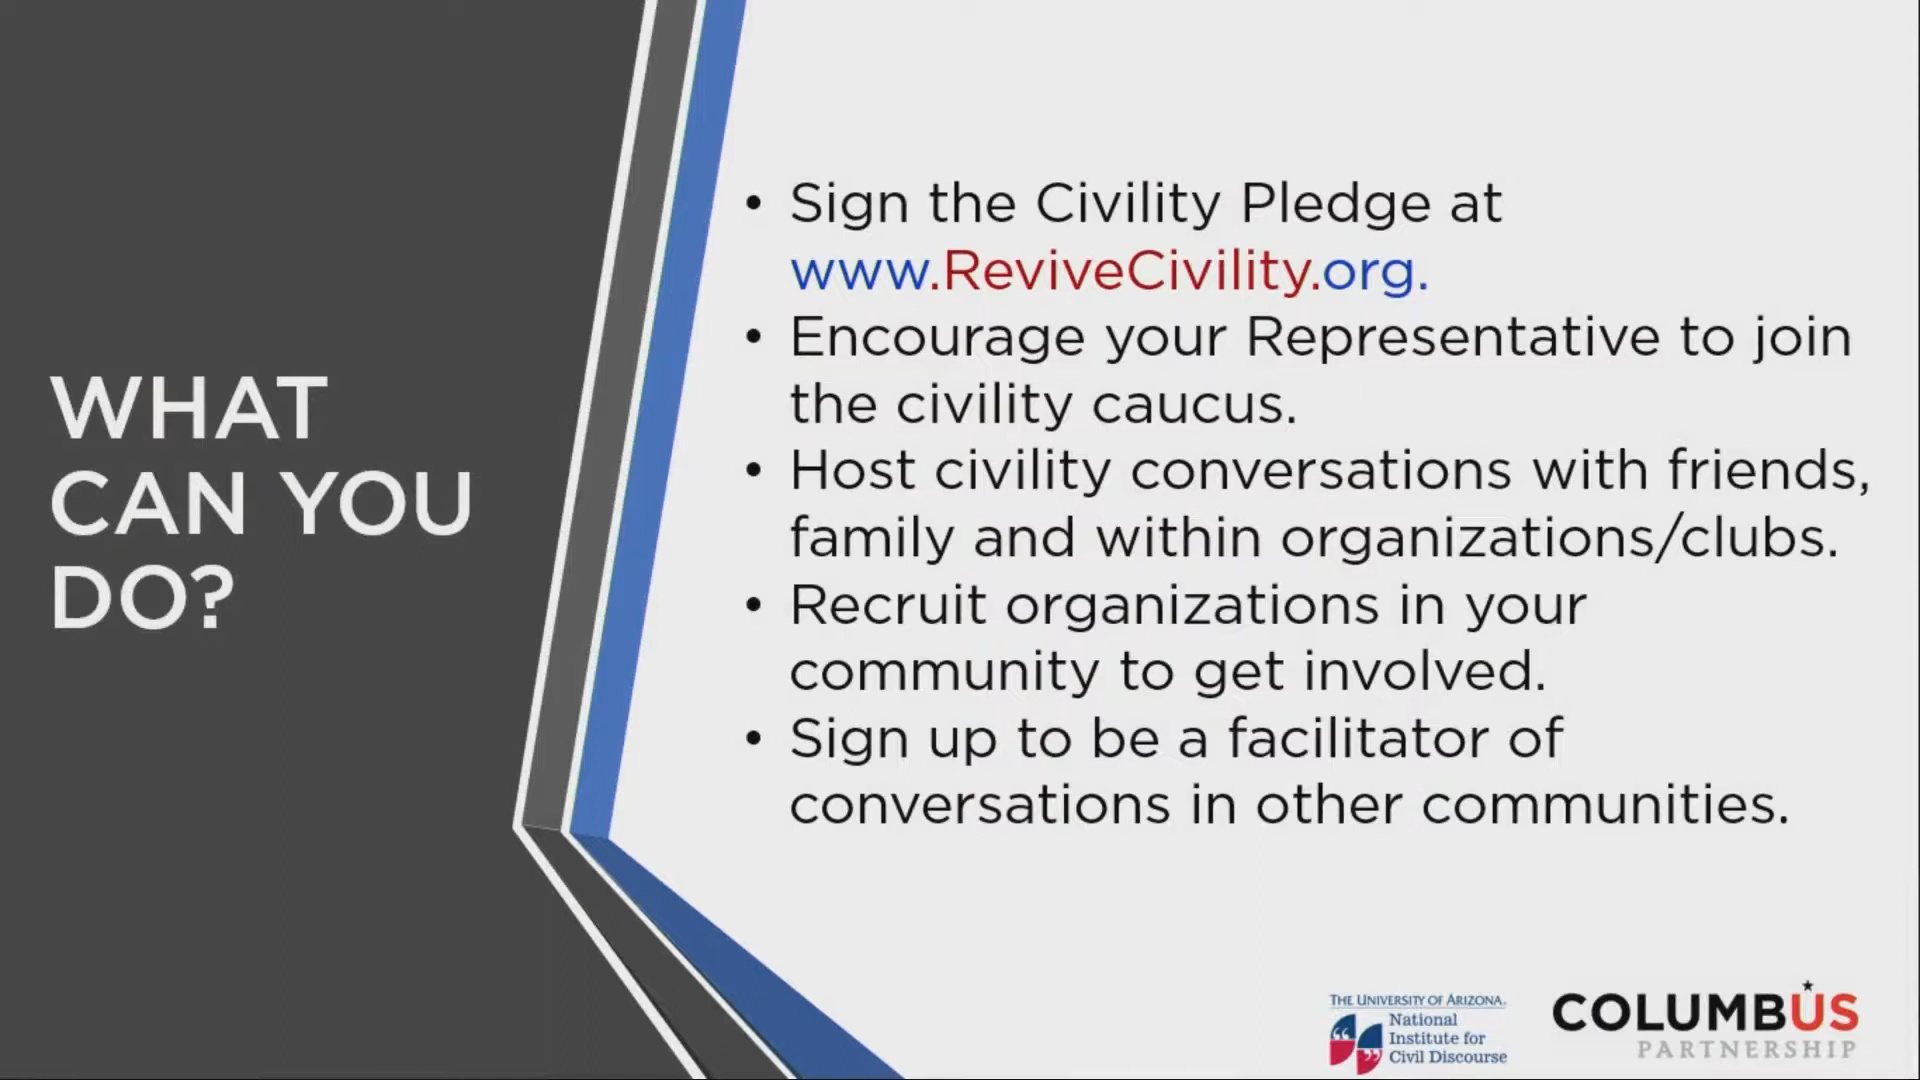 WHAT
CAN YOU
DO?
• Sign the Civility Pledge at
www.ReviveCivility.org.
• Encourage your Representative to join
the civility caucus.
• Host civility conversations with friends,
family and within organizations/clubs.
• Recruit organizations in your
community to get involved.
• Sign up to be a facilitator of
conversations in other communities.
THE UNIVERSITY OF ARIZONA.
National
Institute for
Civil Discourse
COLUMBUS
PARTNERSHIP